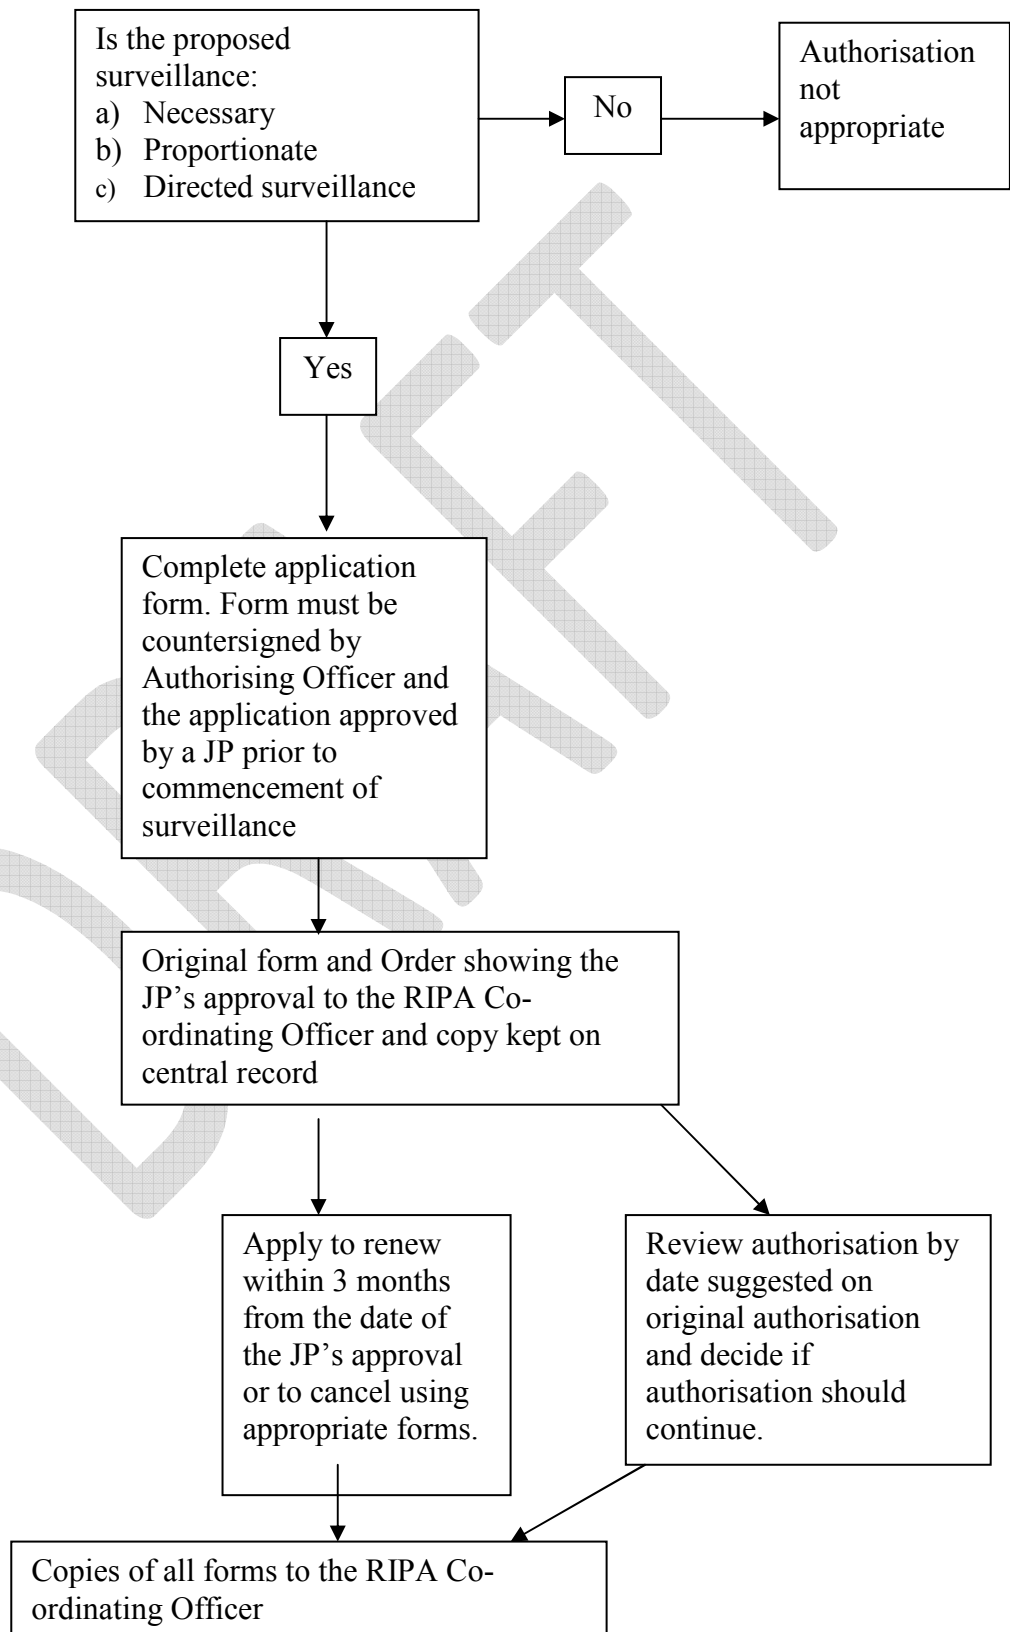 Is the proposed
surveillance:
a) Necessary
b) Proportionate
c) Directed surveillance
No
Authorisation
not
appropriate
Yes
Complete application
form. Form must be
countersigned by
Authorising Officer and
the application approved
by a JP prior to
commencement of
surveillance
Original form and Order showing the
JP’s approval to the RIPA Co-
ordinating Officer and copy kept on
central record
Apply to renew
within 3 months
from the date of
the JP’s approval
or to cancel using
appropriate forms.
Review authorisation by
date suggested on
original authorisation
and decide if
authorisation should
continue.
Copies of all forms to the RIPA Co-
ordinating Officer
DRAFT